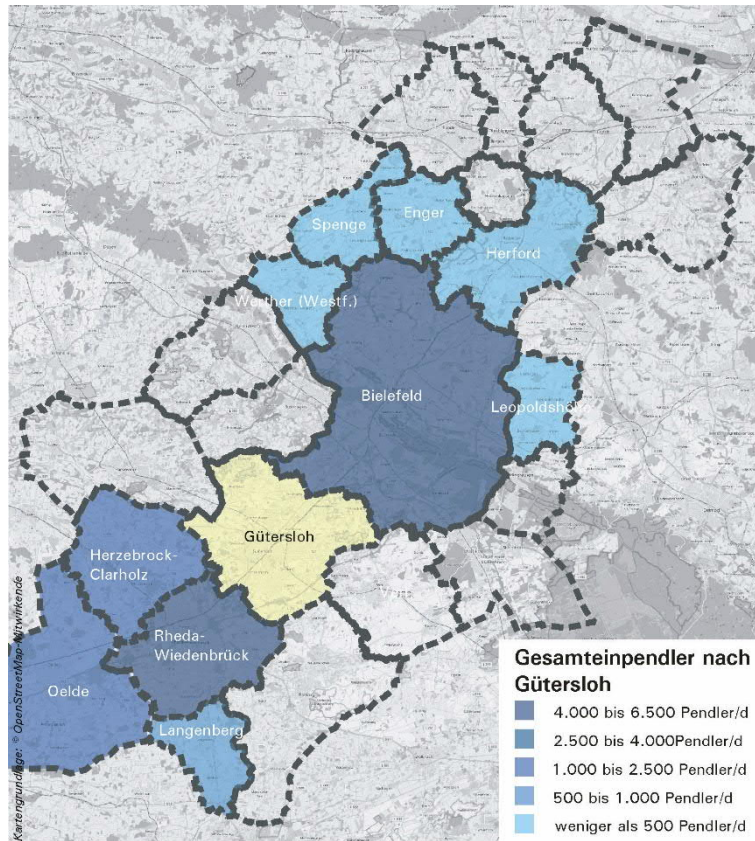 Spenge
Enger
Herford
Werther (Westf.)
Bielefeld
Leopoldshöhe
Gütersloh
Herzebrock-
Clarholz
Verl
Rheda-
Wiedenbrück
Oelde
Langenberg
Kartengrundlage: © OpenStreetMap-Mitwirkende
Gesamteinpendler nach
Gütersloh
4.000 bis 6.500 Pendler/d
2.500 bis 4.000Pendler/d
1.000 bis 2.500 Pendler/d
500 bis 1.000 Pendler/d
weniger als 500 Pendler/d